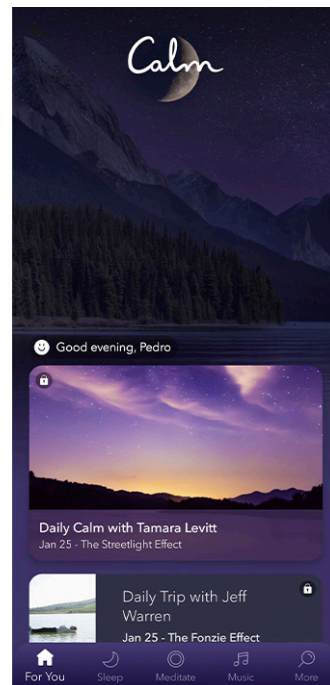 Calm
Good evening, Pedro
Daily Calm with Tamara Levitt
Jan 25 - The Streetlight Effect
Daily Trip with Jeff
Warren
Jan 25 - The Fonzie Effect
For You
Sleep
Meditate
Music
More